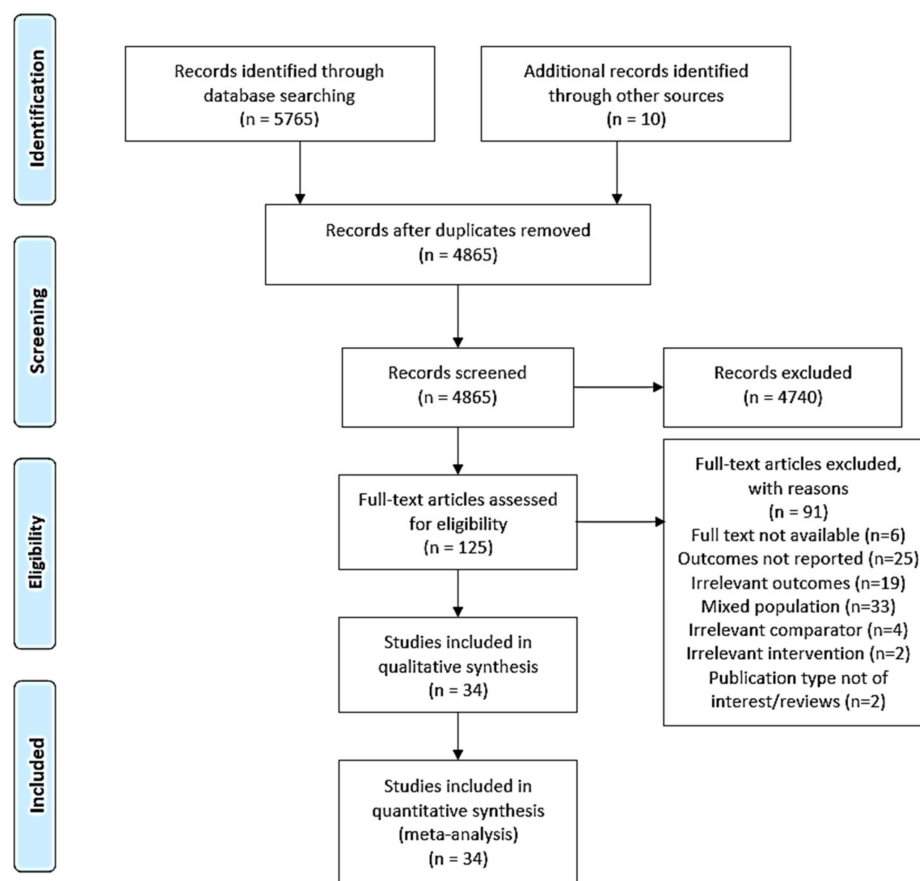 Identification
Records identified through
database searching
(n = 5765)
Additional records identified
through other sources
(n = 10)
Records after duplicates removed
(n = 4865)
Screening
Records screened
(n = 4865)
Records excluded
(n = 4740)
Eligibility
Full-text articles assessed
for eligibility
(n = 125)
Full-text articles excluded,
with reasons
(n = 91)
Full text not available (n=6)
Outcomes not reported (n=25)
Irrelevant outcomes (n=19)
Mixed population (n=33)
Irrelevant comparator (n=4)
Irrelevant intervention (n=2)
Publication type not of
interest/reviews (n=2)
Studies included in
qualitative synthesis
(n = 34)
Included
Studies included in
quantitative synthesis
(meta-analysis)
(n = 34)